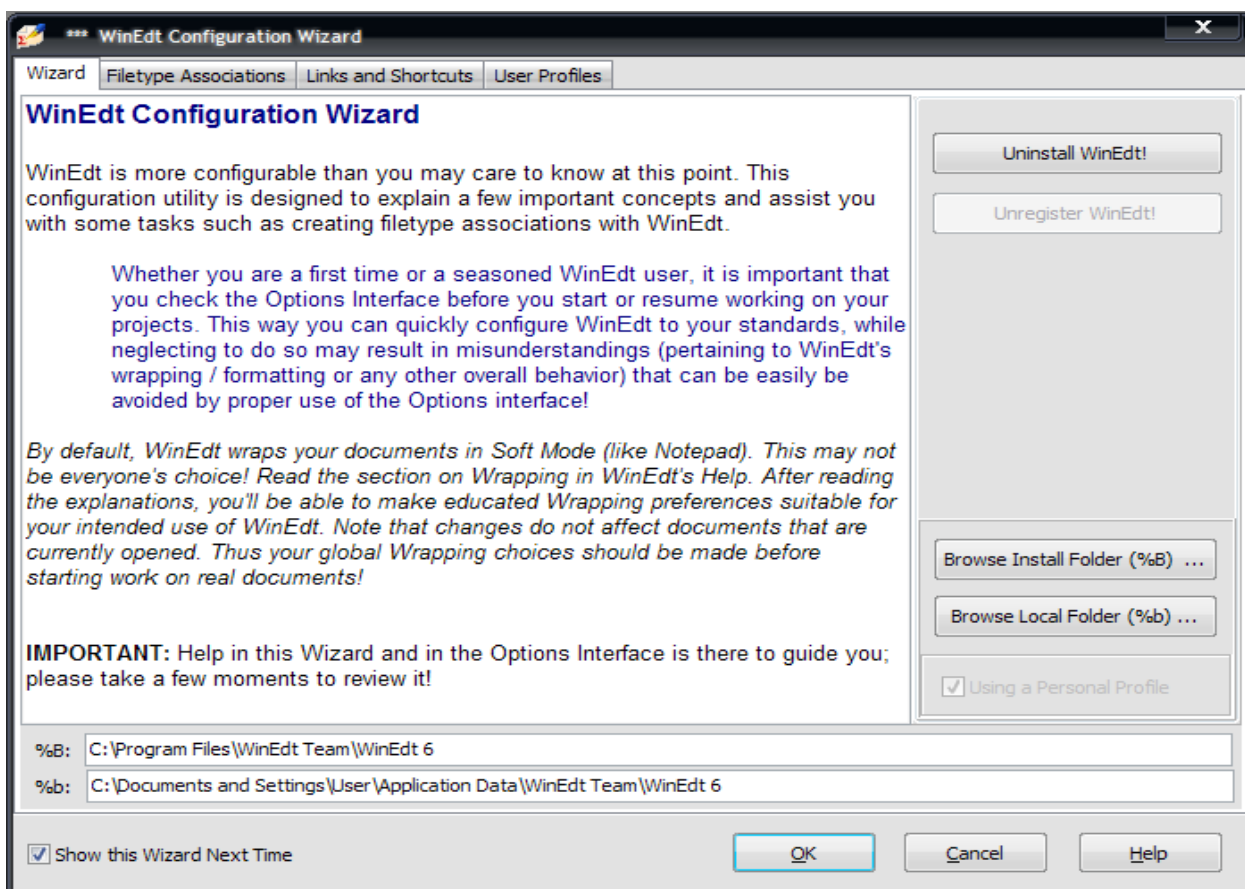 *** WinEdt Configuration Wizard
x
Wizard
Filetype Associations
Links and Shortcuts
User Profiles
WinEdt Configuration Wizard
WinEdt is more configurable than you may care to know at this point. This
configuration utility is designed to explain a few important concepts and assist you
with some tasks such as creating filetype associations with WinEdt.
Whether you are a first time or a seasoned WinEdt user, it is important that
you check the Options Interface before you start or resume working on your
projects. This way you can quickly configure WinEdt to your standards, while
neglecting to do so may result in misunderstandings (pertaining to WinEdt's
wrapping / formatting or any other overall behavior) that can be easily be
avoided by proper use of the Options interface!
By default, WinEdt wraps your documents in Soft Mode (like Notepad). This may not
be everyone's choice! Read the section on Wrapping in WinEdt's Help. After reading
the explanations, you'll be able to make educated Wrapping preferences suitable for
your intended use of WinEdt. Note that changes do not affect documents that are
currently opened. Thus your global Wrapping choices should be made before
starting work on real documents!
IMPORTANT: Help in this Wizard and in the Options Interface is there to guide you;
please take a few moments to review it!
Uninstall WinEdt!
Unregister WinEdt!
Browse Install Folder (%B) ...
Browse Local Folder (%b) ...
Using a Personal Profile
%B: C:\Program Files\WinEdt Team\WinEdt 6
%b: C:\Documents and Settings\User\Application Data\WinEdt Team\WinEdt 6
Show this Wizard Next Time
OK
Cancel
Help